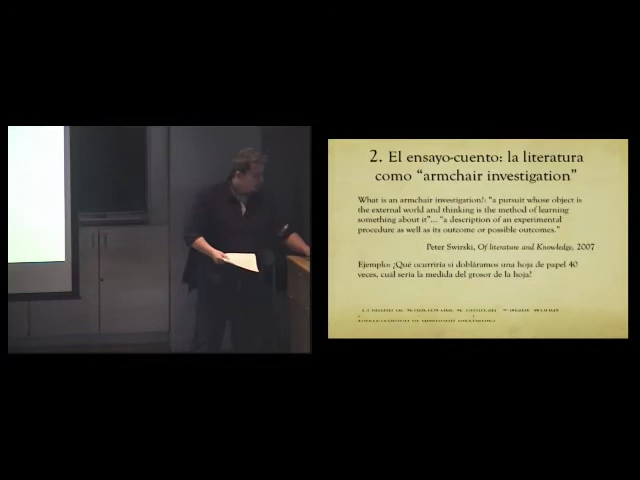 2. El ensayo-cuento: la literatura
como “armchair investigation”
What is an armchair investigation?: “a pursuit whose object is
the external world and thinking is the method of learning
something about it”... “a description of an experimental
procedure as well as its outcome or possible outcomes.”
Peter Swirski, Of literature and Knowledge, 2007
Ejemplo: ¿Qué ocurriría si dobláramos una hoja de papel 40
veces, cuál sería la medida del grosor de la hoja?